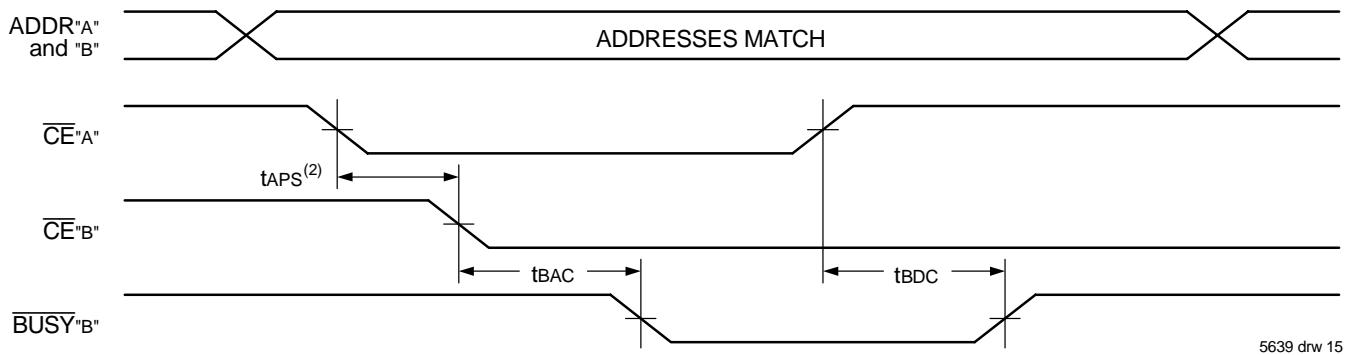 ADDR"A"
and "B"
ADDRESSES MATCH
CE"A"
tAPS(2)
CE"B"
tBAC
tBDC
BUSY"B"
5639 drw 15